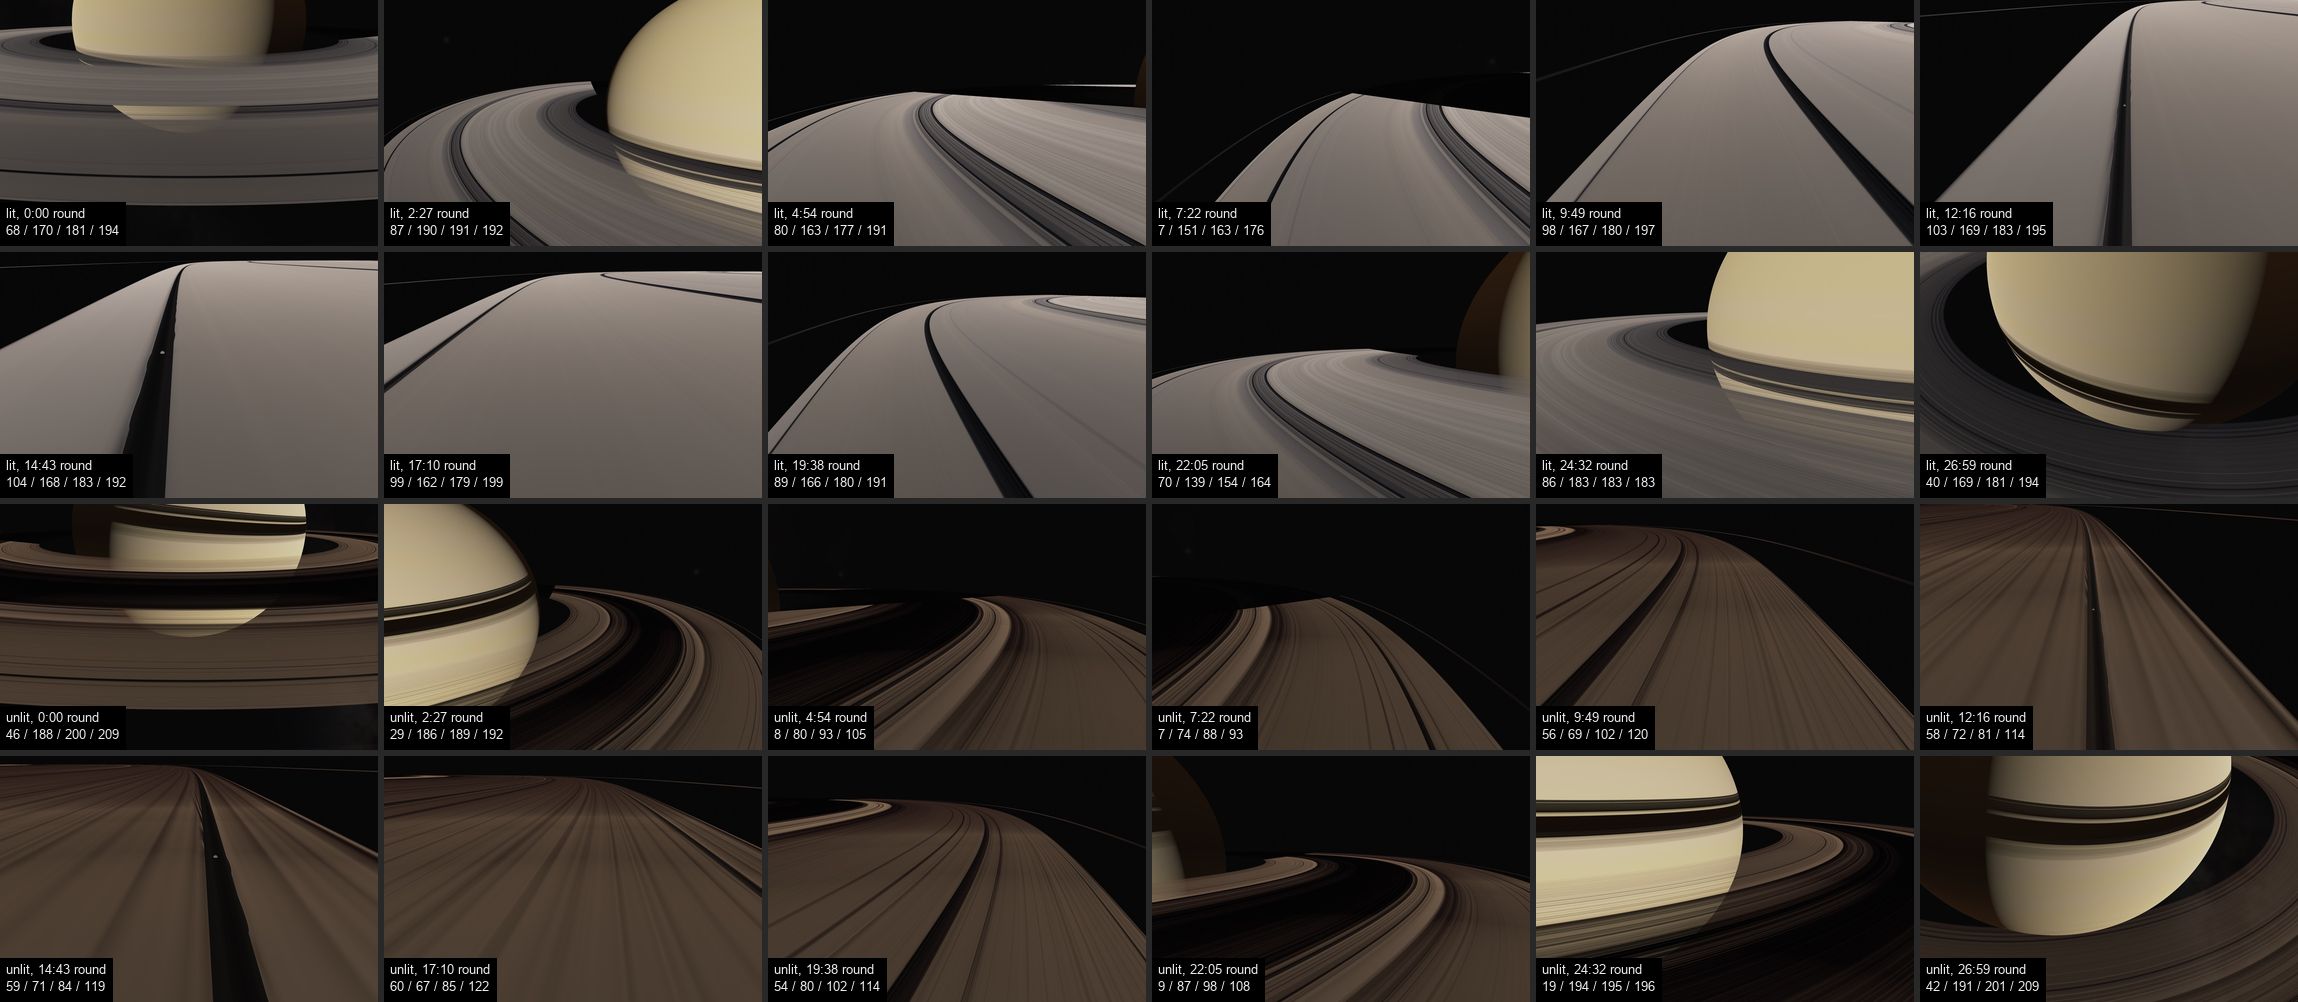 lit, 0:00 round
68 / 170 / 181 / 194
lit, 2:27 round
87 / 190 / 191 / 192
lit, 4:54 round
80 / 163 / 177 / 191
lit, 7:22 round
7 / 151 / 163 / 176
lit, 9:49 round
98 / 167 / 180 / 197
lit, 12:16 round
103 / 169 / 183 / 195
lit, 14:43 round
104 / 168 / 183 / 192
lit, 17:10 round
99 / 162 / 179 / 199
lit, 19:38 round
89 / 166 / 180 / 191
lit, 22:05 round
70 / 139 / 154 / 164
lit, 24:32 round
86 / 183 / 183 / 183
lit, 26:59 round
40 / 169 / 181 / 194
unlit, 0:00 round
46 / 188 / 200 / 209
unlit, 2:27 round
29 / 186 / 189 / 192
unlit, 4:54 round
8 / 80 / 93 / 105
unlit, 7:22 round
7 / 74 / 88 / 93
unlit, 9:49 round
56 / 69 / 102 / 120
unlit, 12:16 round
58 / 72 / 81 / 114
unlit, 14:43 round
59 / 71 / 84 / 119
unlit, 17:10 round
60 / 67 / 85 / 122
unlit, 19:38 round
54 / 80 / 102 / 114
unlit, 22:05 round
9 / 87 / 98 / 108
unlit, 24:32 round
19 / 194 / 195 / 196
unlit, 26:59 round
42 / 191 / 201 / 209